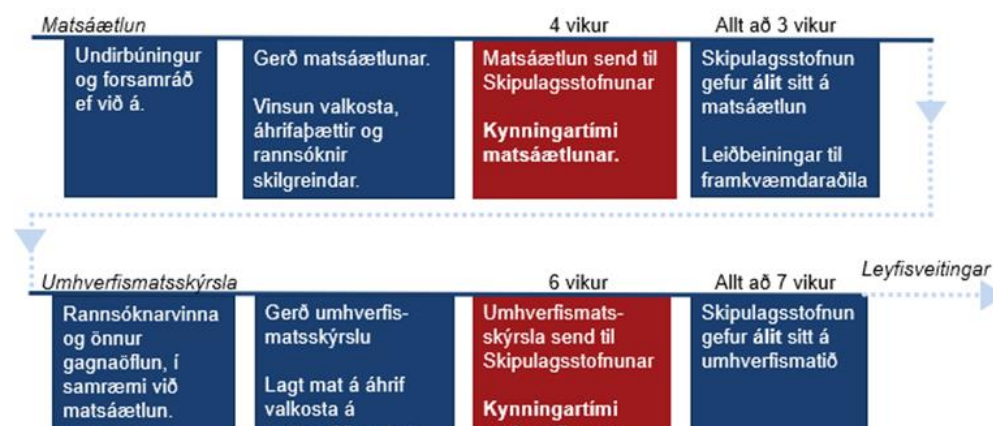 Matsáætlun
4 vikur
Allt að 3 vikur
Undirbúningur
og forsamráð
ef við á.
Gerð matsáætlunar.
Vinsun valkosta,
áhrifaþættir og
rannsóknir
skilgreindar.
Matsáætlun send til
Skipulagsstofnunar
Kynningartími
matsáætlunar.
Skipulagsstofnun
gefur álit sitt á
matsáætlun
Leiðbeiningar til
framkvæmdaraðila
Umhverfismatsskýrsla
6 vikur
Allt að 7 vikur
Leyfisveitingar
Rannsóknarvinna
og önnur
gagnaöflun, í
samræmi við
matsáætlun.
Gerð umhverfis-
matsskýrslu
Lagt mat á áhrif
valkosta á
Umhverfismats-
skýrsla send til
Skipulagsstofnunar
Kynningartími
Skipulagsstofnun
gefur álit sitt á
umhverfismatið